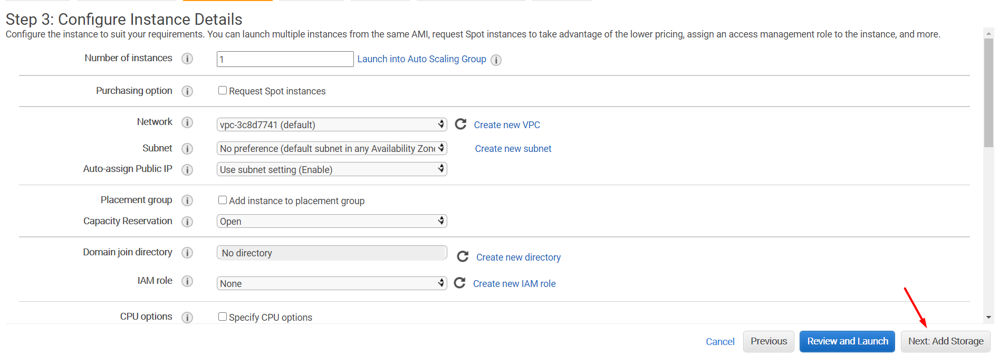 Step 3: Configure Instance Details
Configure the instance to suit your requirements. You can launch multiple instances from the same AMI, request Spot instances to take advantage of the lower pricing, assign an access management role to the instance, and more.
Number of instances i 1 Launch into Auto Scaling Group i
Purchasing option i Request Spot instances
Network i vpc-3c8d7741 (default) Create new VPC
Subnet i No preference (default subnet in any Availability Zone Create new subnet
Auto-assign Public IP i Use subnet setting (Enable)
Placement group i Add instance to placement group
Capacity Reservation i Open
Domain join directory i No directory Create new directory
IAM role i None Create new IAM role
CPU options i Specify CPU options
Cancel Previous Review and Launch Next: Add Storage